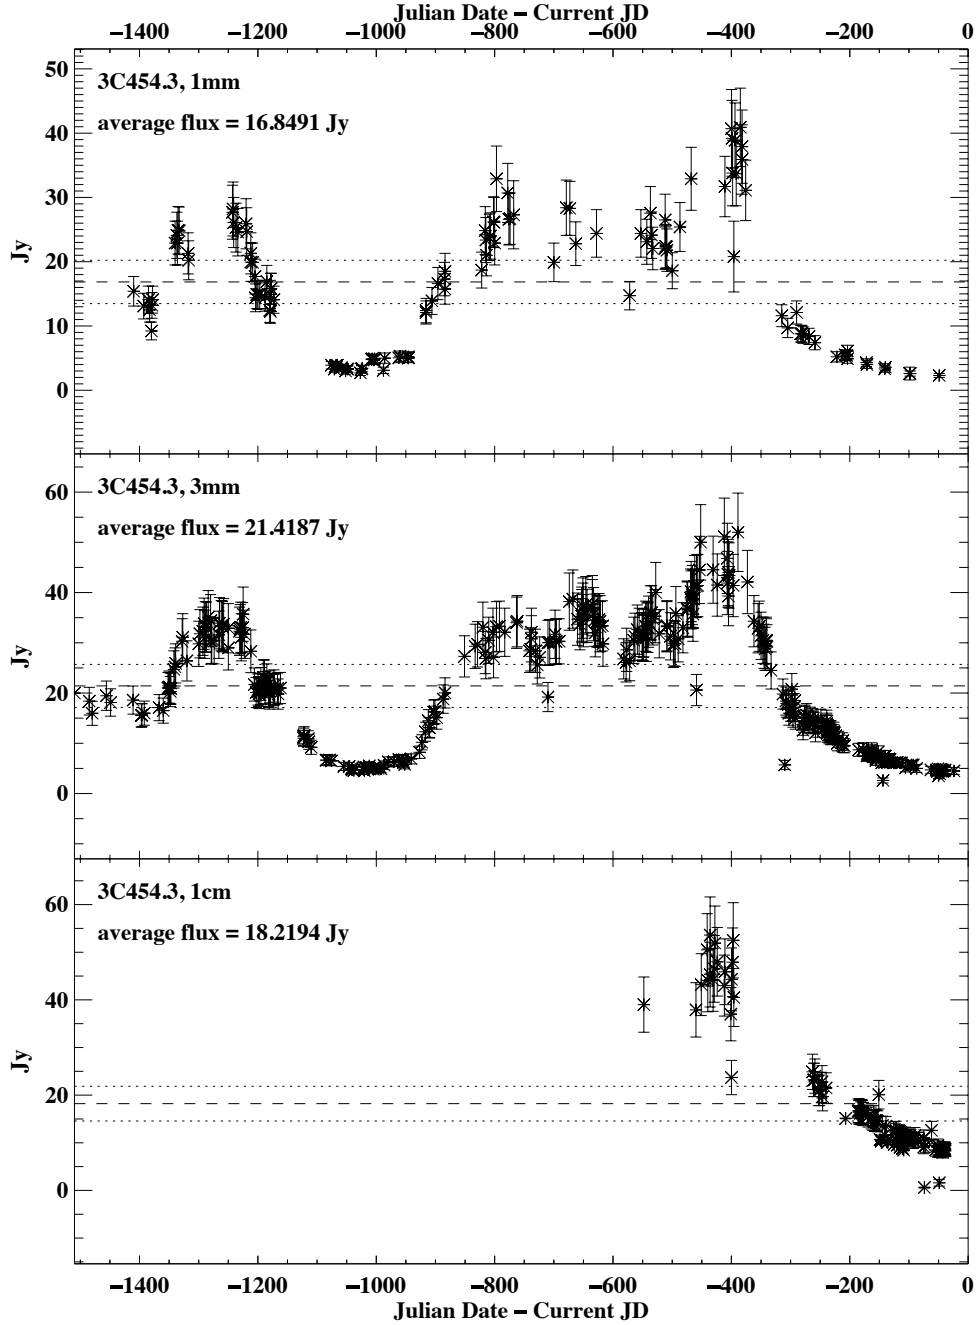 Julian Date – Current JD
−1400 −1200 −1000 −800 −600 −400 −200 0
3C454.3, 1mm
average flux = 16.8491 Jy
50
40
30
20
10
0
Jy
3C454.3, 3mm
average flux = 21.4187 Jy
60
40
20
0
Jy
3C454.3, 1cm
average flux = 18.2194 Jy
60
40
20
0
Jy
−1400 −1200 −1000 −800 −600 −400 −200 0
Julian Date – Current JD